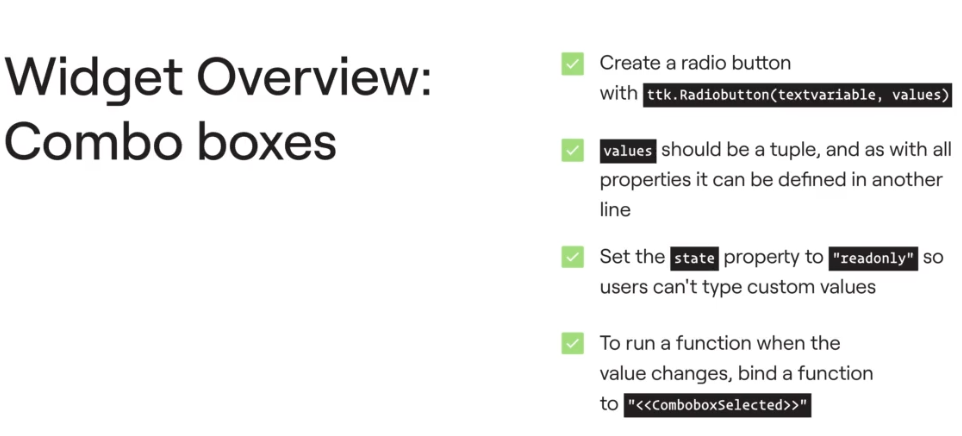 Widget Overview:
Combo boxes
Create a radio button
with ttk.Radiobutton(textvariable, values)
values should be a tuple, and as with all
properties it can be defined in another
line
Set the state property to "readonly" so
users can't type custom values
To run a function when the
value changes, bind a function
to "<<ComboboxSelected>>"